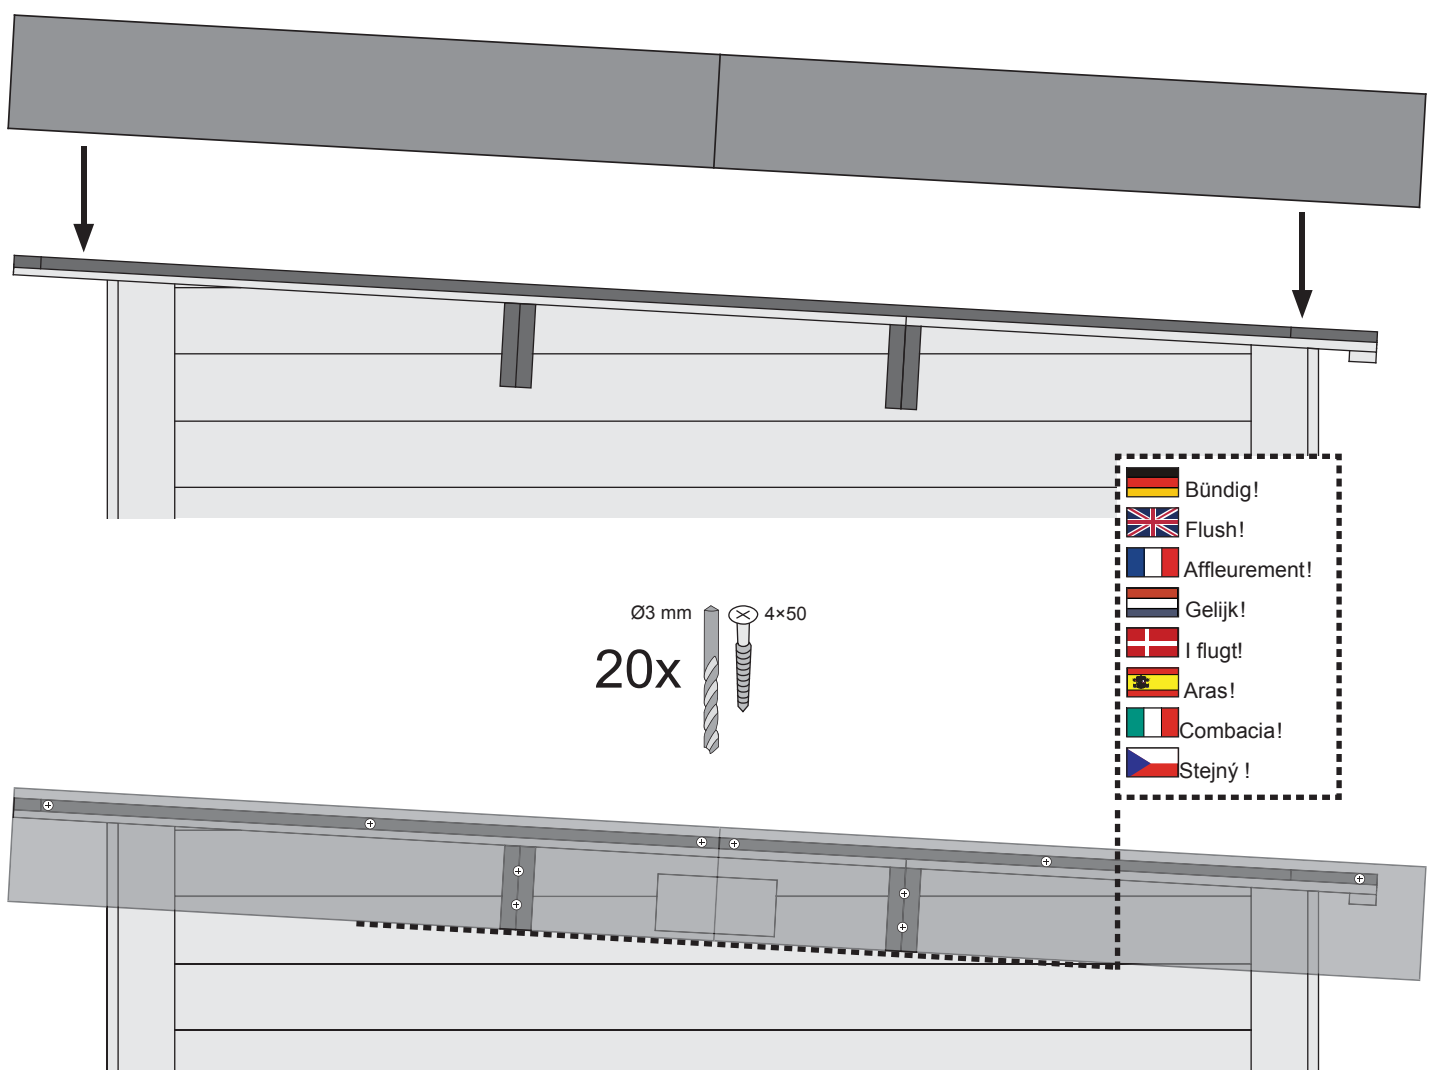 Bündig!
Flush!
Affleurement!
Gelijk!
I flugt!
Aras!
Combacia!
Stejný !
Ø3 mm 4×50
20x